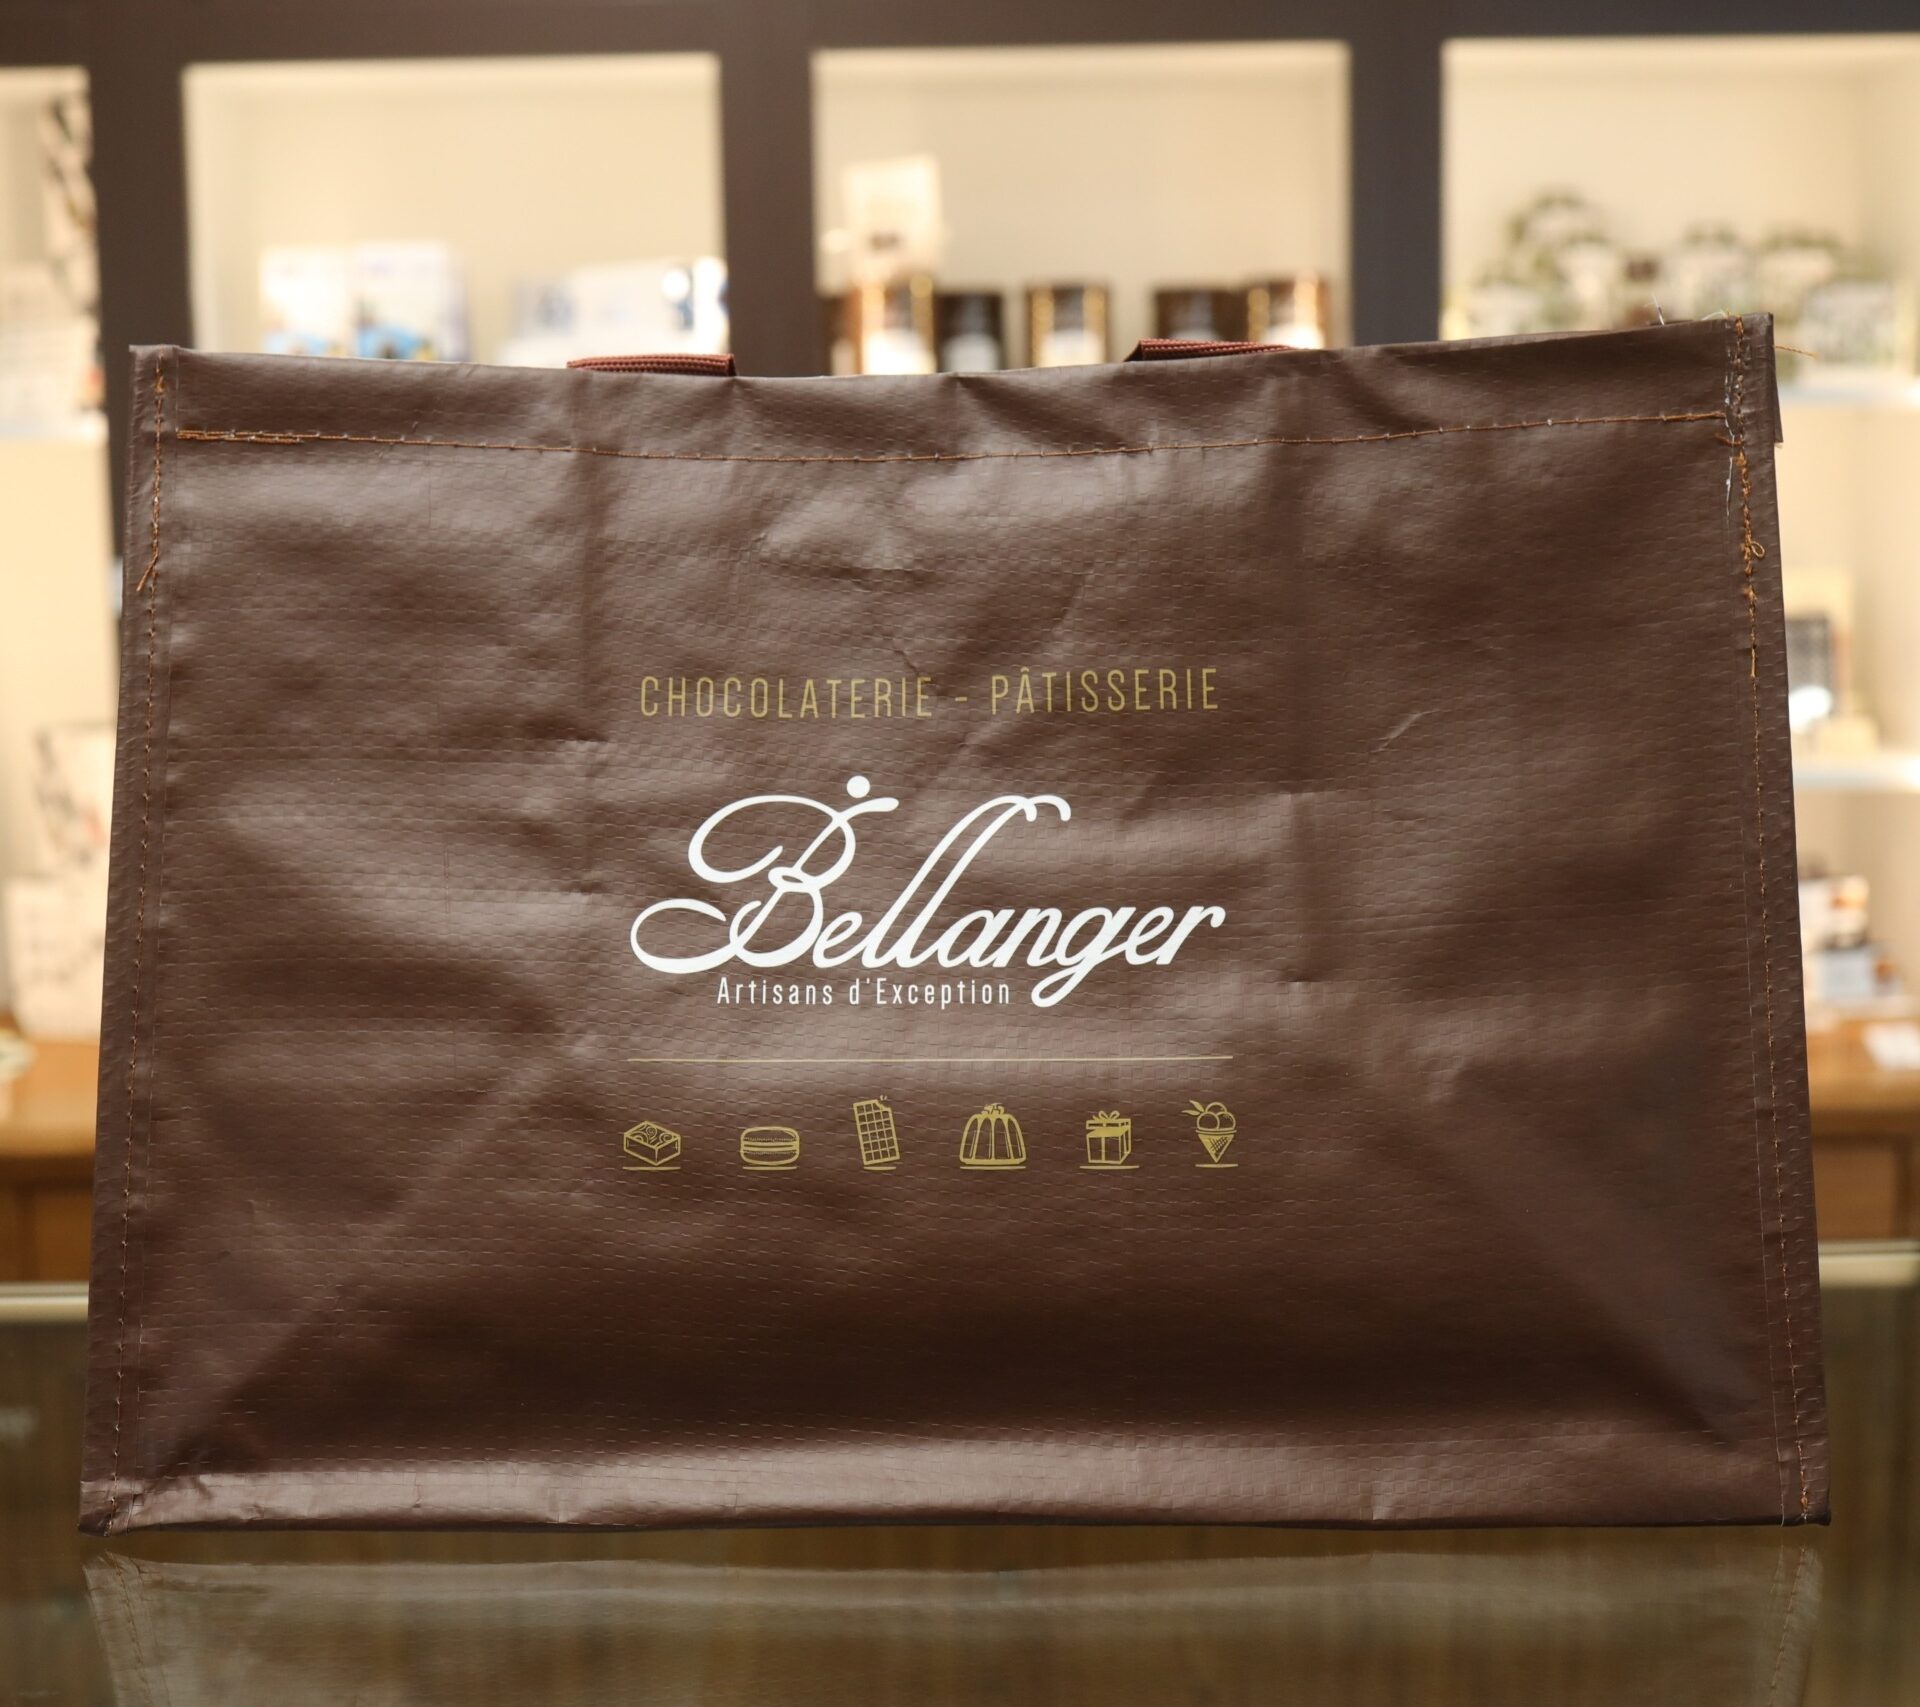 CHOCOLATERIE - PÂTISSERIE
Bellanger
Artisans d'Exception